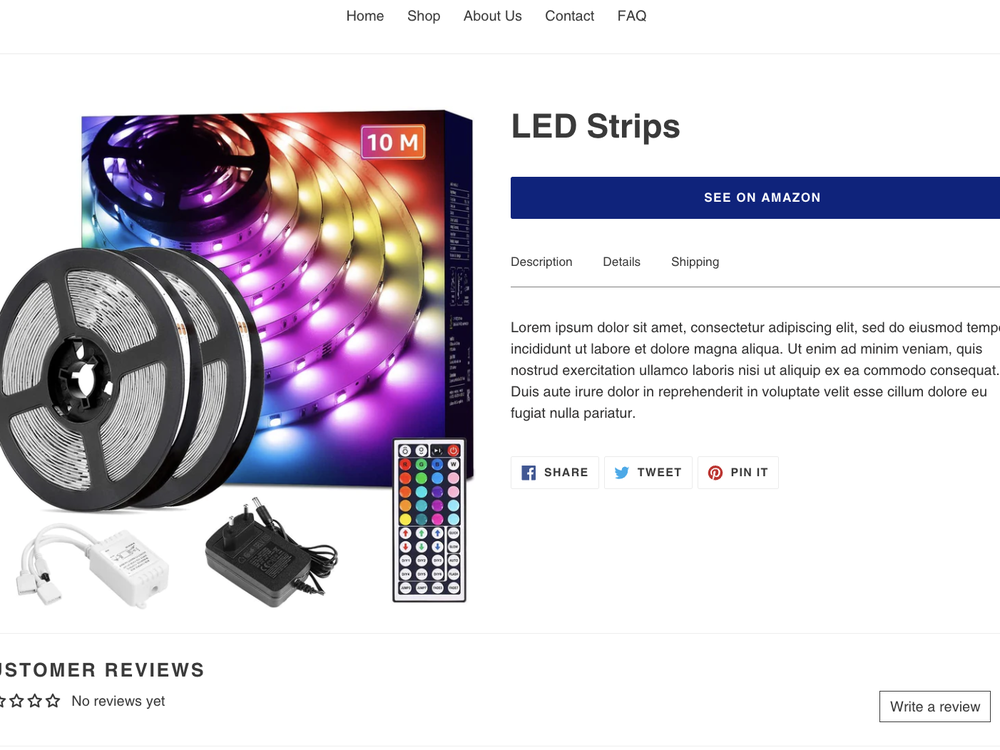 Home Shop About Us Contact FAQ
10 M
LED Strips
SEE ON AMAZON
Description Details Shipping
Lorem ipsum dolor sit amet, consectetur adipiscing elit, sed do eiusmod
incididunt ut labore et dolore magna aliqua. Ut enim ad minim veniam, quis
nostrud exercitation ullamco laboris nisi ut aliquip ex ea commodo consequat.
Duis aute irure dolor in reprehenderit in voluptate velit esse cillum dolore eu
fugiat nulla pariatur.
SHARE TWEET PIN IT
USTOMER REVIEWS
No reviews yet
Write a review